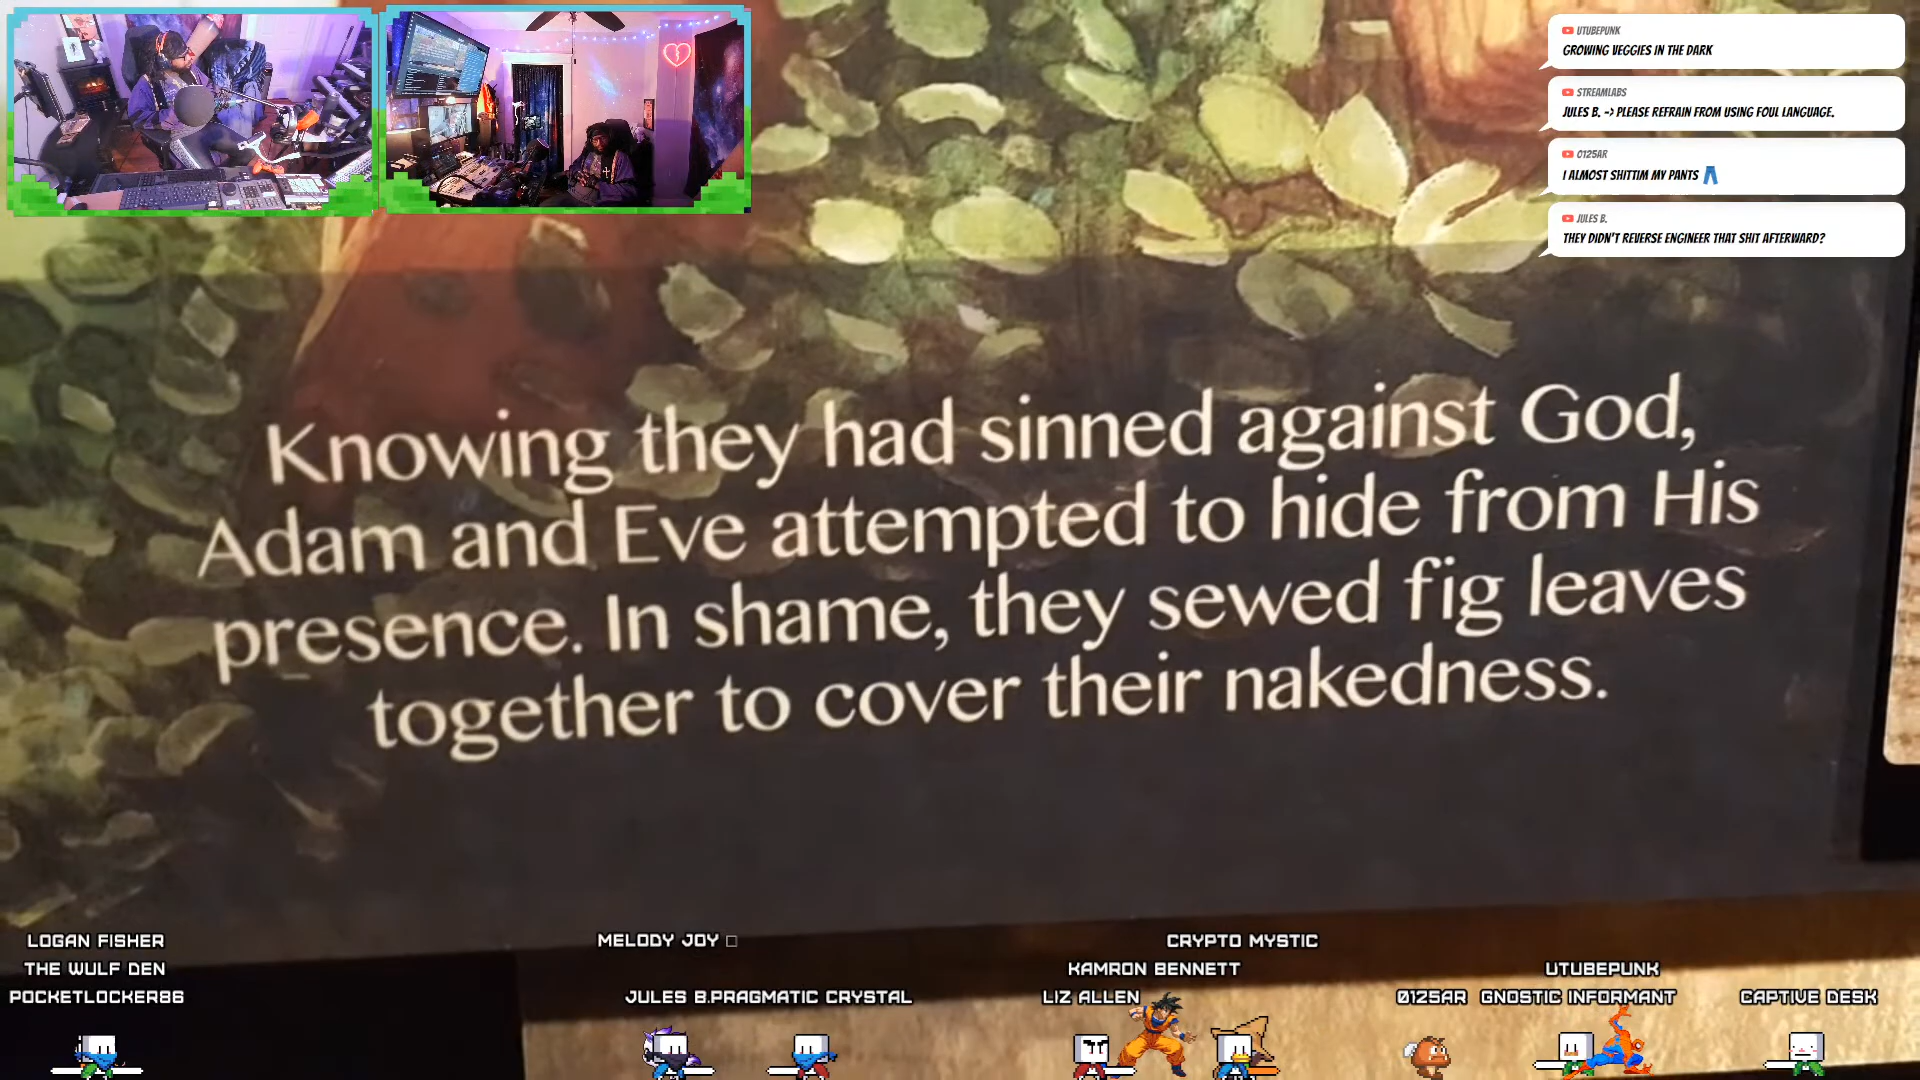 UTUBEPUNK
GROWING VEGGIES IN THE DARK
STREAMLABS
JULES B. -> PLEASE REFRAIN FROM USING FOUL LANGUAGE.
0125AR
I ALMOST SHITTIM MY PANTS 👖
JULES B.
THEY DIDN'T REVERSE ENGINEER THAT SHIT AFTERWARD?
Knowing they had sinned against God,
Adam and Eve attempted to hide from His
presence. In shame, they sewed fig leaves
together to cover their nakedness.
LOGAN FISHER
THE WULF DEN
POCKETLOCKER86
MELODY JOY □
JULES B.PRAGMATIC CRYSTAL
CRYPTO MYSTIC
KAMRON BENNETT
LIZ ALLEN
UTUBEPUNK
0125AR GNOSTIC INFORMANT
CAPTIVE DESK